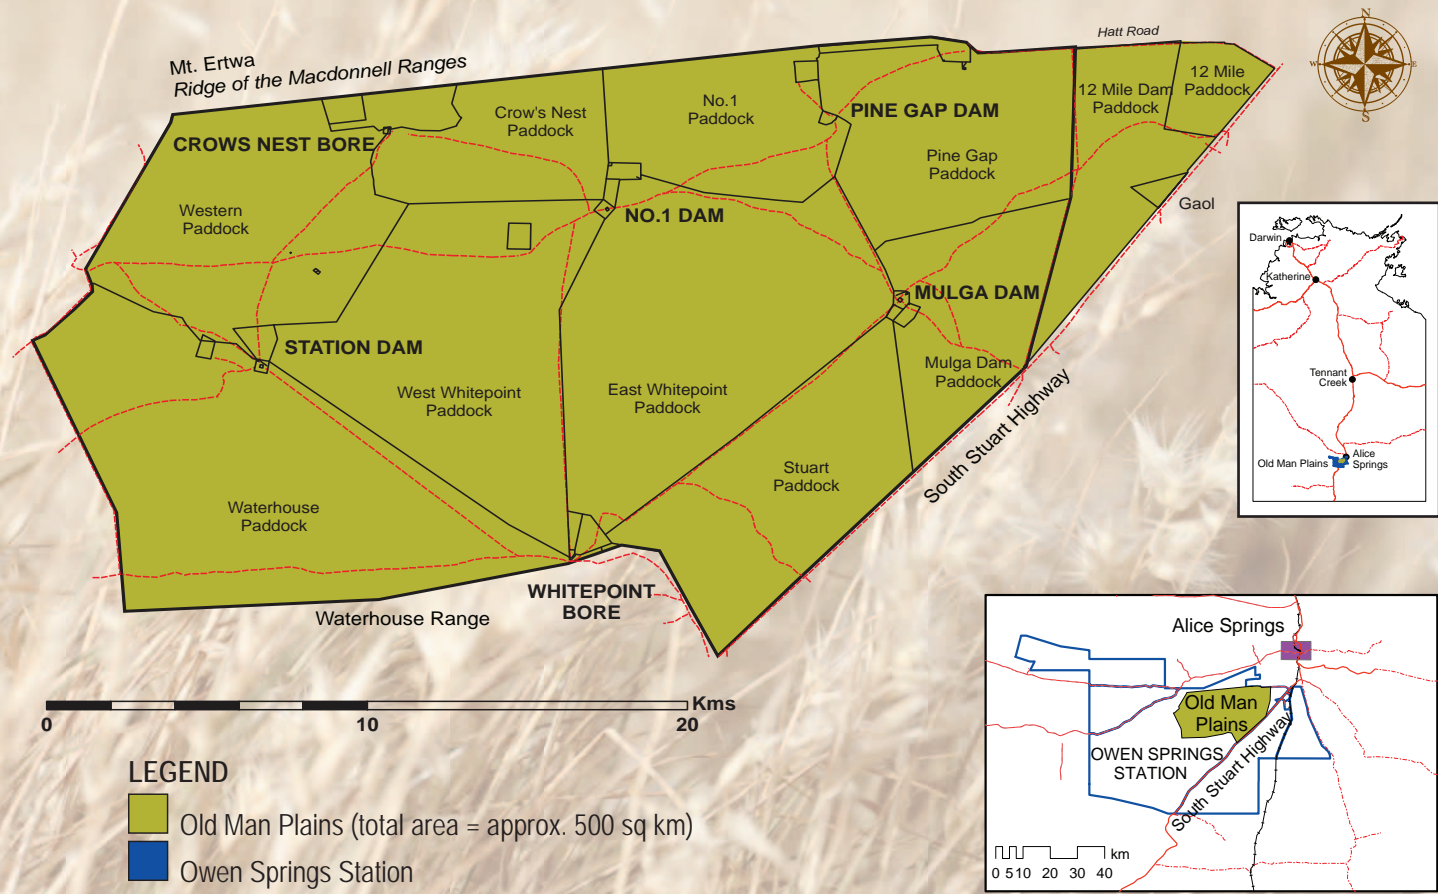 Mt. Ertwa
Ridge of the Macdonnell Ranges
Hatt Road
N
W
E
S
Crow's Nest
Paddock
No.1
Paddock
PINE GAP DAM
12 Mile Dam
Paddock
12 Mile
Paddock
CROWS NEST BORE
Pine Gap
Paddock
Western
Paddock
NO.1 DAM
Gaol
MULGA DAM
STATION DAM
West Whitepoint
Paddock
East Whitepoint
Paddock
Mulga Dam
Paddock
South Stuart Highway
Stuart
Paddock
Waterhouse
Paddock
WHITEPOINT
BORE
Waterhouse Range
Darwin
Katherine
Tennant
Creek
Old Man Plains
Alice
Springs
Kms
0
10
20
LEGEND
Old Man Plains (total area = approx. 500 sq km)
Owen Springs Station
Alice Springs
Old Man
Plains
OWEN SPRINGS
STATION
South Stuart Highway
km
0 5 10 20 30 40